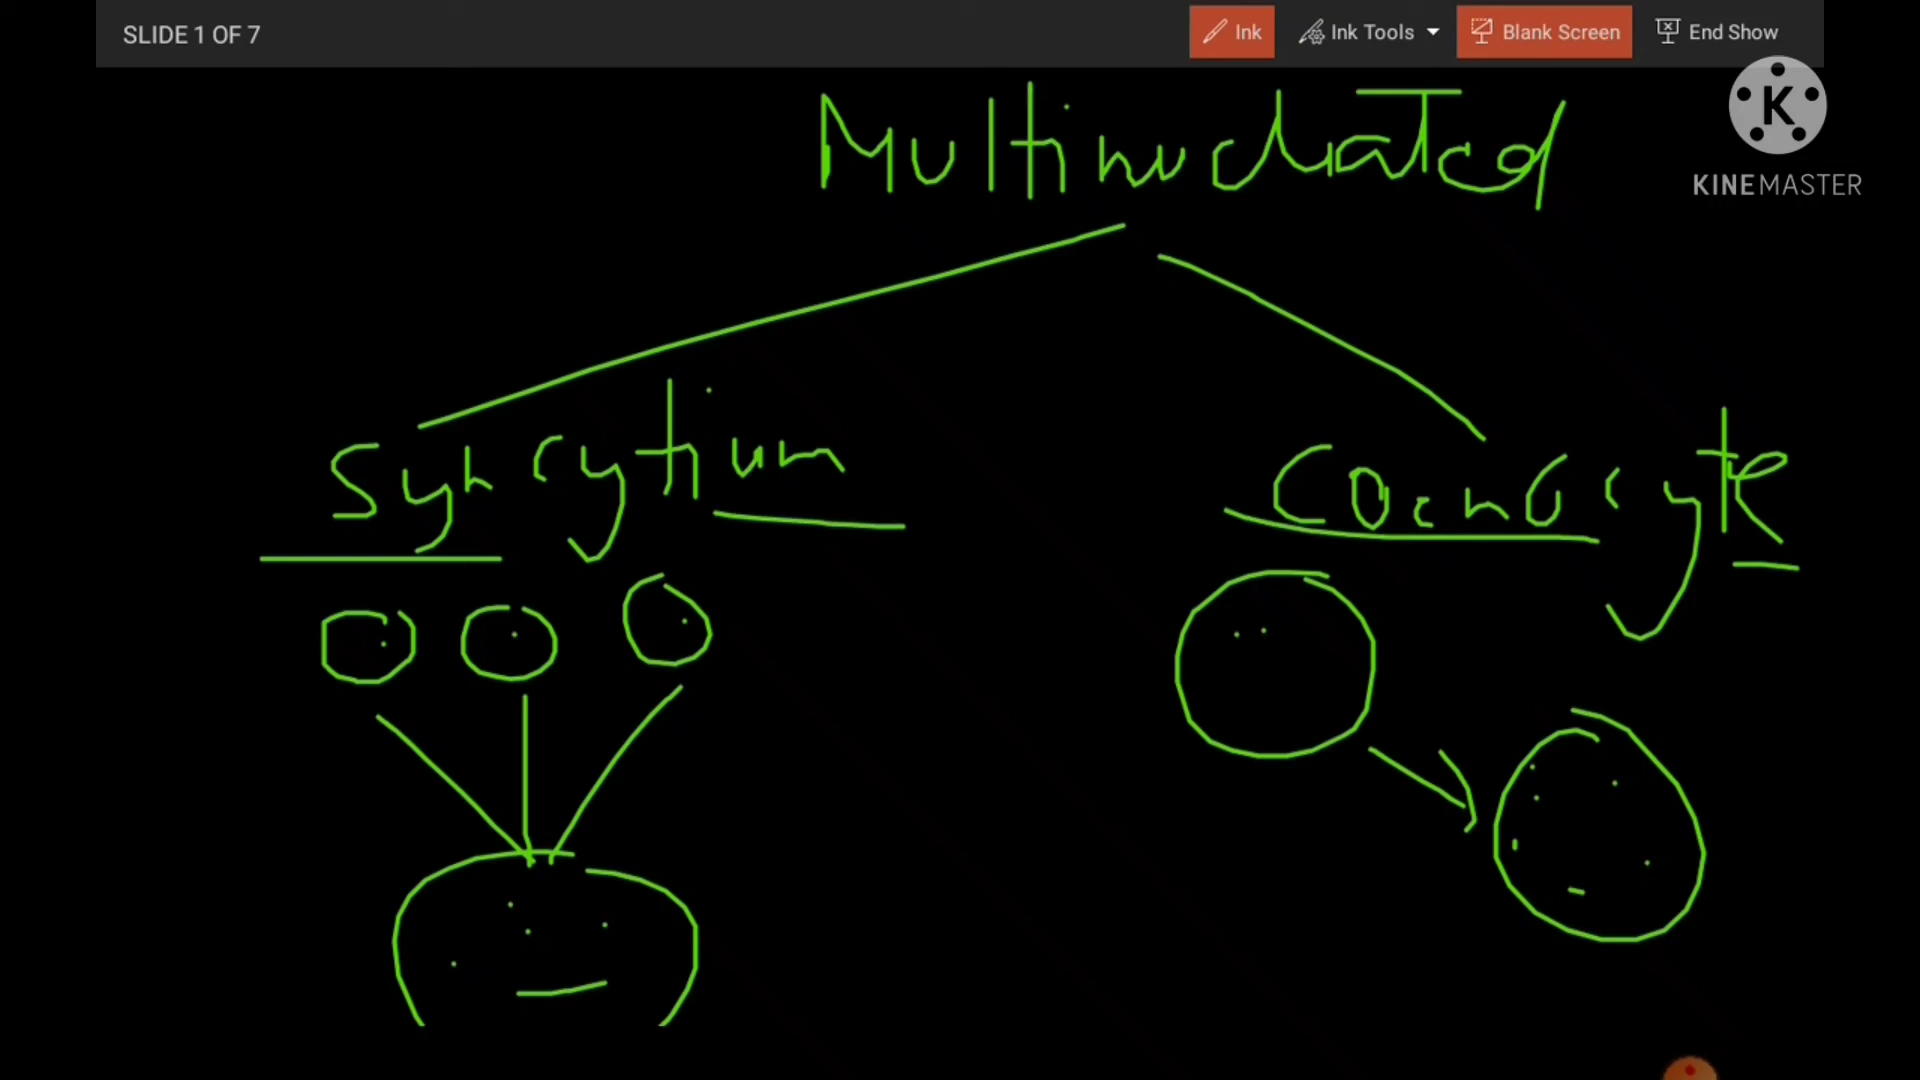 SLIDE 1 OF 7 Ink Ink Tools Blank Screen End Show
K
KINEMASTER
Multinucleated
Syncytium Coenocyte